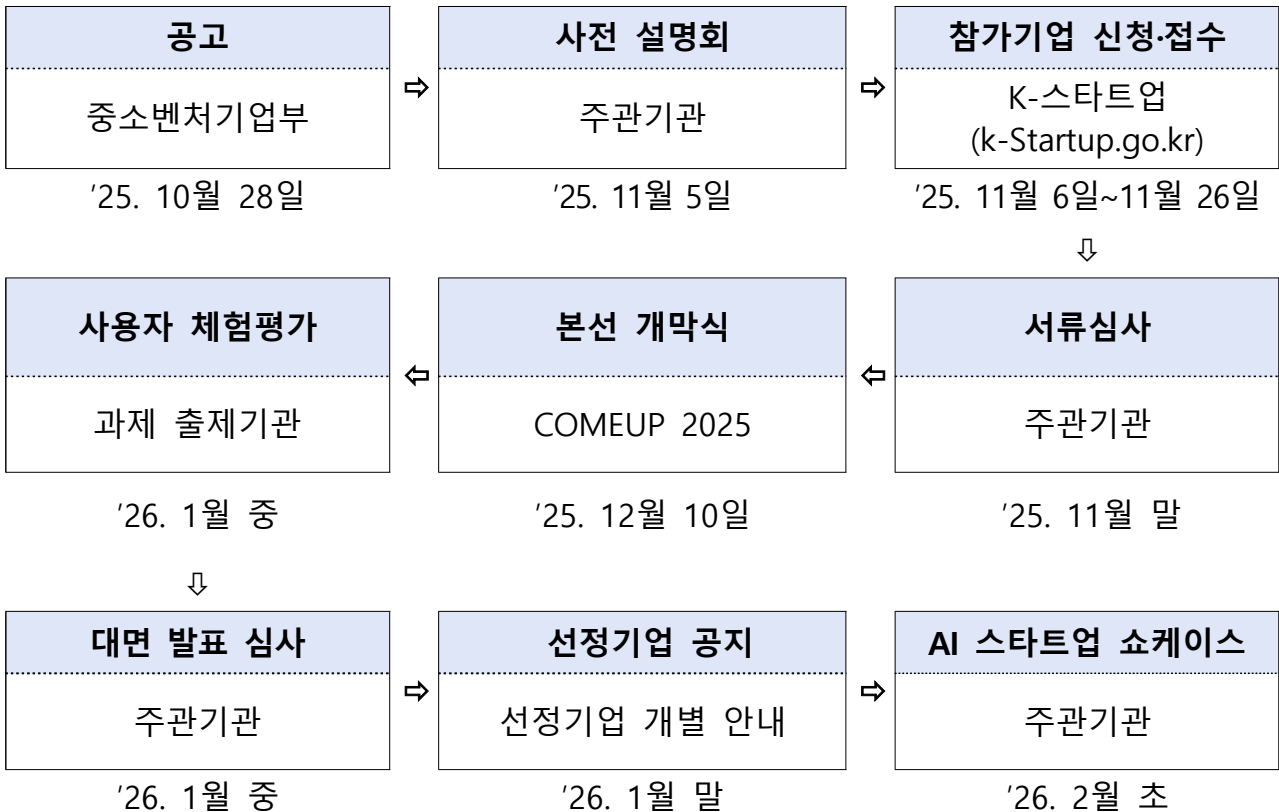 공고
중소벤처기업부
'25. 10월 28일
⇨
사전 설명회
주관기관
'25. 11월 5일
⇨
참가기업 신청·접수
K-스타트업
(k-Startup.go.kr)
'25. 11월 6일~11월 26일
⇩
서류심사
주관기관
'25. 11월 말
⇦
본선 개막식
COMEUP 2025
'25. 12월 10일
⇦
사용자 체험평가
과제 출제기관
'26. 1월 중
⇩
대면 발표 심사
주관기관
'26. 1월 중
⇨
선정기업 공지
선정기업 개별 안내
'26. 1월 말
⇨
AI 스타트업 쇼케이스
주관기관
'26. 2월 초